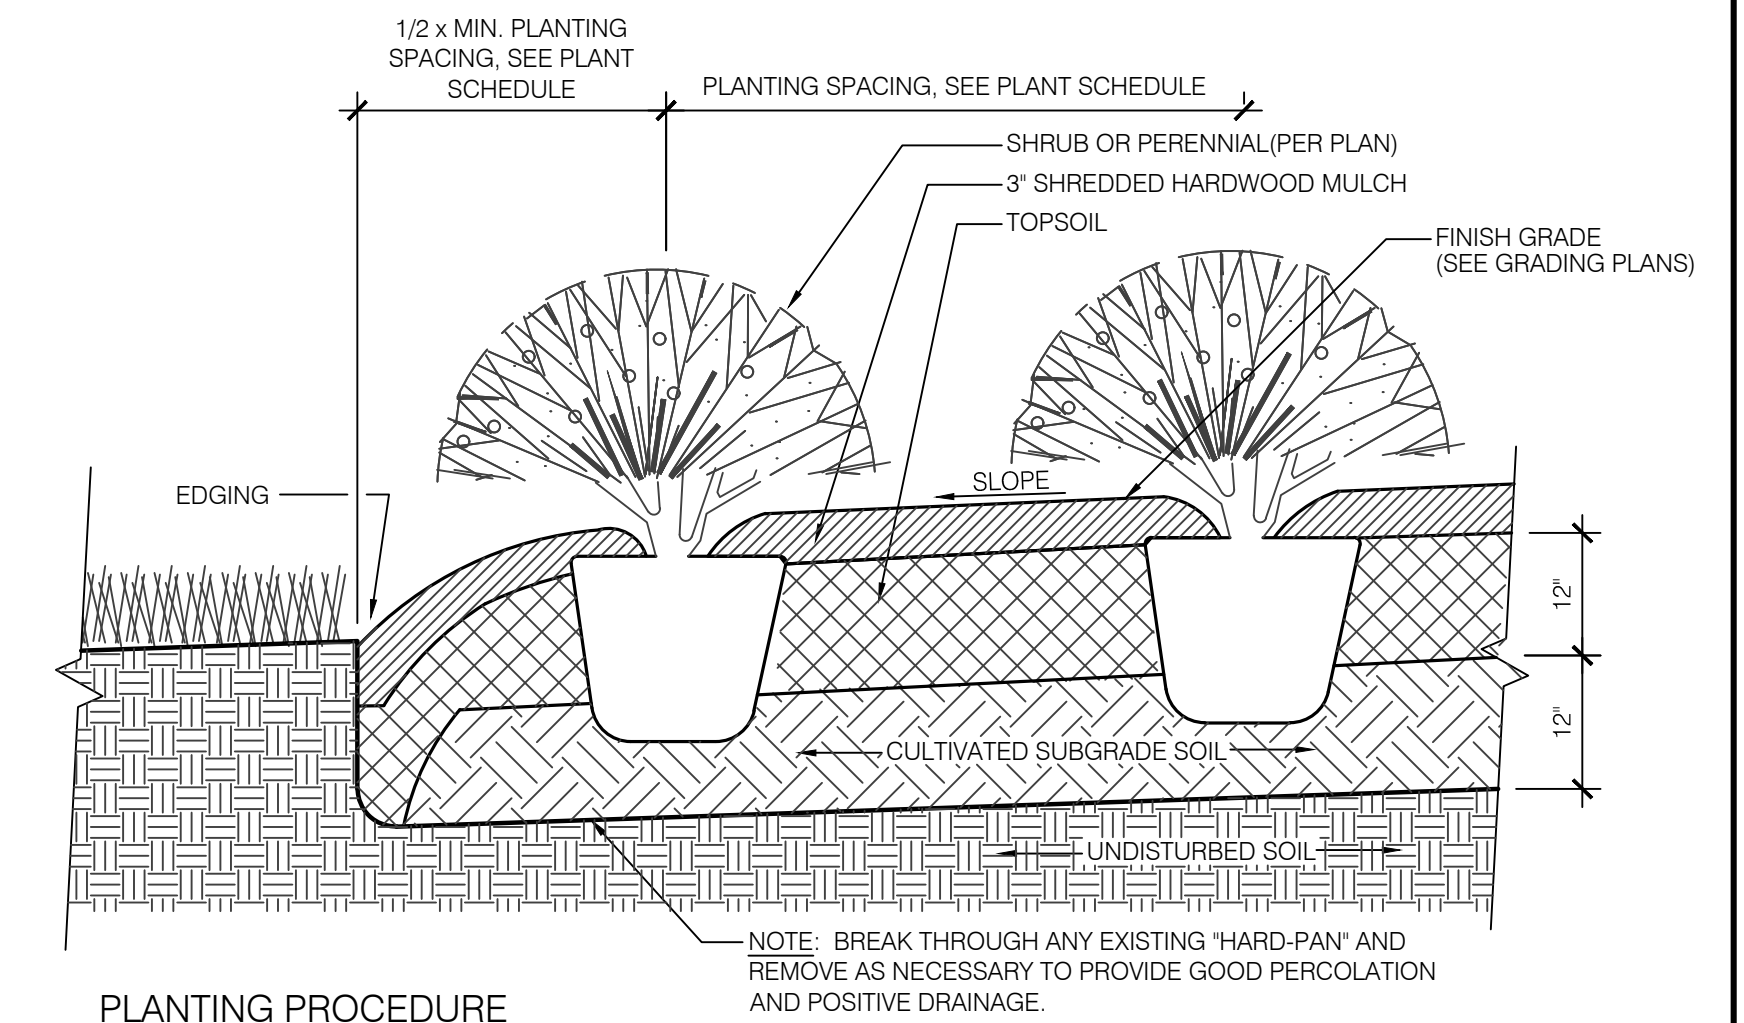 1/2 x MIN. PLANTING
SPACING, SEE PLANT
SCHEDULE
PLANTING SPACING, SEE PLANT SCHEDULE
SHRUB OR PERENNIAL(PER PLAN)
3" SHREDDED HARDWOOD MULCH
TOPSOIL
FINISH GRADE
(SEE GRADING PLANS)
SLOPE
EDGING
12"
12"
CULTIVATED SUBGRADE SOIL
UNDISTURBED SOIL
NOTE: BREAK THROUGH ANY EXISTING "HARD-PAN" AND
REMOVE AS NECESSARY TO PROVIDE GOOD PERCOLATION
AND POSITIVE DRAINAGE.
PLANTING PROCEDURE